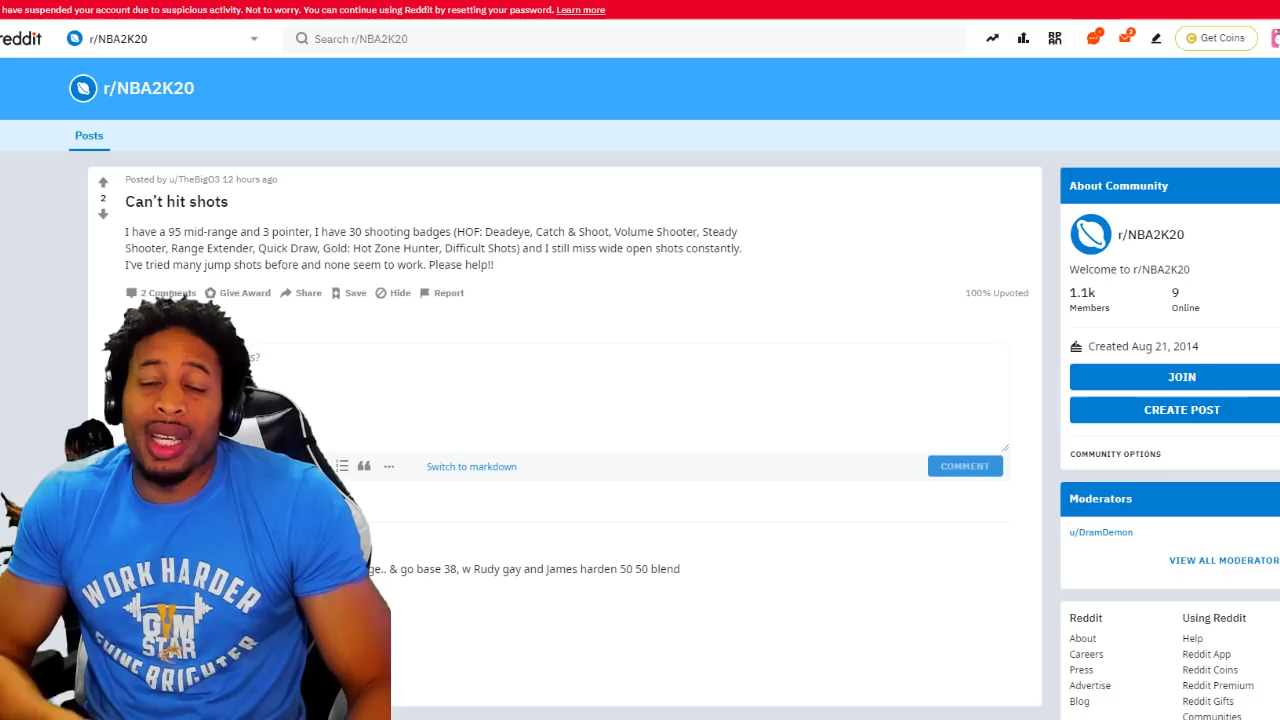 have suspended your account due to suspicious activity. Not to worry. You can continue using Reddit by resetting your password. Learn more
reddit r/NBA2K20 Search r/NBA2K20 Get Coins
r/NBA2K20
Posts
Posted by u/TheBigO3 12 hours ago
2
Can't hit shots
I have a 95 mid-range and 3 pointer, I have 30 shooting badges (HOF: Deadeye, Catch & Shoot, Volume Shooter, Steady
Shooter, Range Extender, Quick Draw, Gold: Hot Zone Hunter, Difficult Shots) and I still miss wide open shots constantly.
I've tried many jump shots before and none seem to work. Please help!!
2 Comments Give Award Share Save Hide Report 100% Upvoted
Switch to markdown
COMMENT
& go base 38, w Rudy gay and James harden 50 50 blend
About Community
r/NBA2K20
Welcome to r/NBA2K20
1.1k 9
Members Online
Created Aug 21, 2014
JOIN
CREATE POST
COMMUNITY OPTIONS
Moderators
u/DramDemon
VIEW ALL MODERATOR
Reddit Using Reddit
About Help
Careers Reddit App
Press Reddit Coins
Advertise Reddit Premium
Blog Reddit Gifts
Communities
WORK HARDER
GYM
STAR
SHINE BRIGHTER